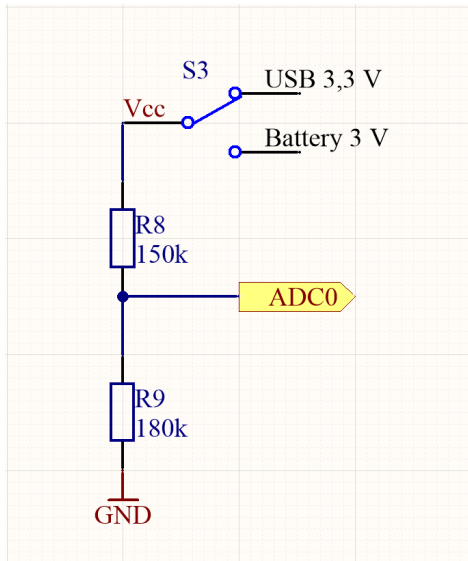 S3
USB 3,3 V
Vcc
Battery 3 V
R8
150k
ADC0
R9
180k
GND